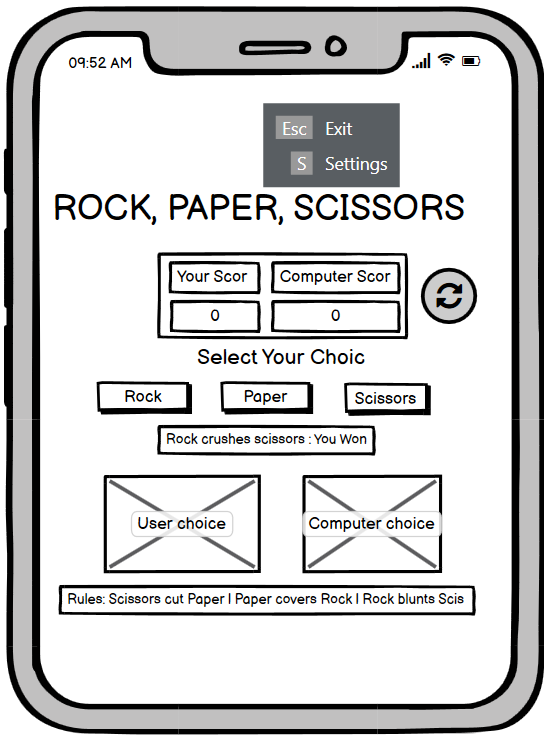 09:52 AM
Esc Exit
S Settings
ROCK, PAPER, SCISSORS
Your Scor Computer Scor
0 0
Select Your Choic
Rock Paper Scissors
Rock crushes scissors : You Won
User choice Computer choice
Rules: Scissors cut Paper | Paper covers Rock | Rock blunts Scis